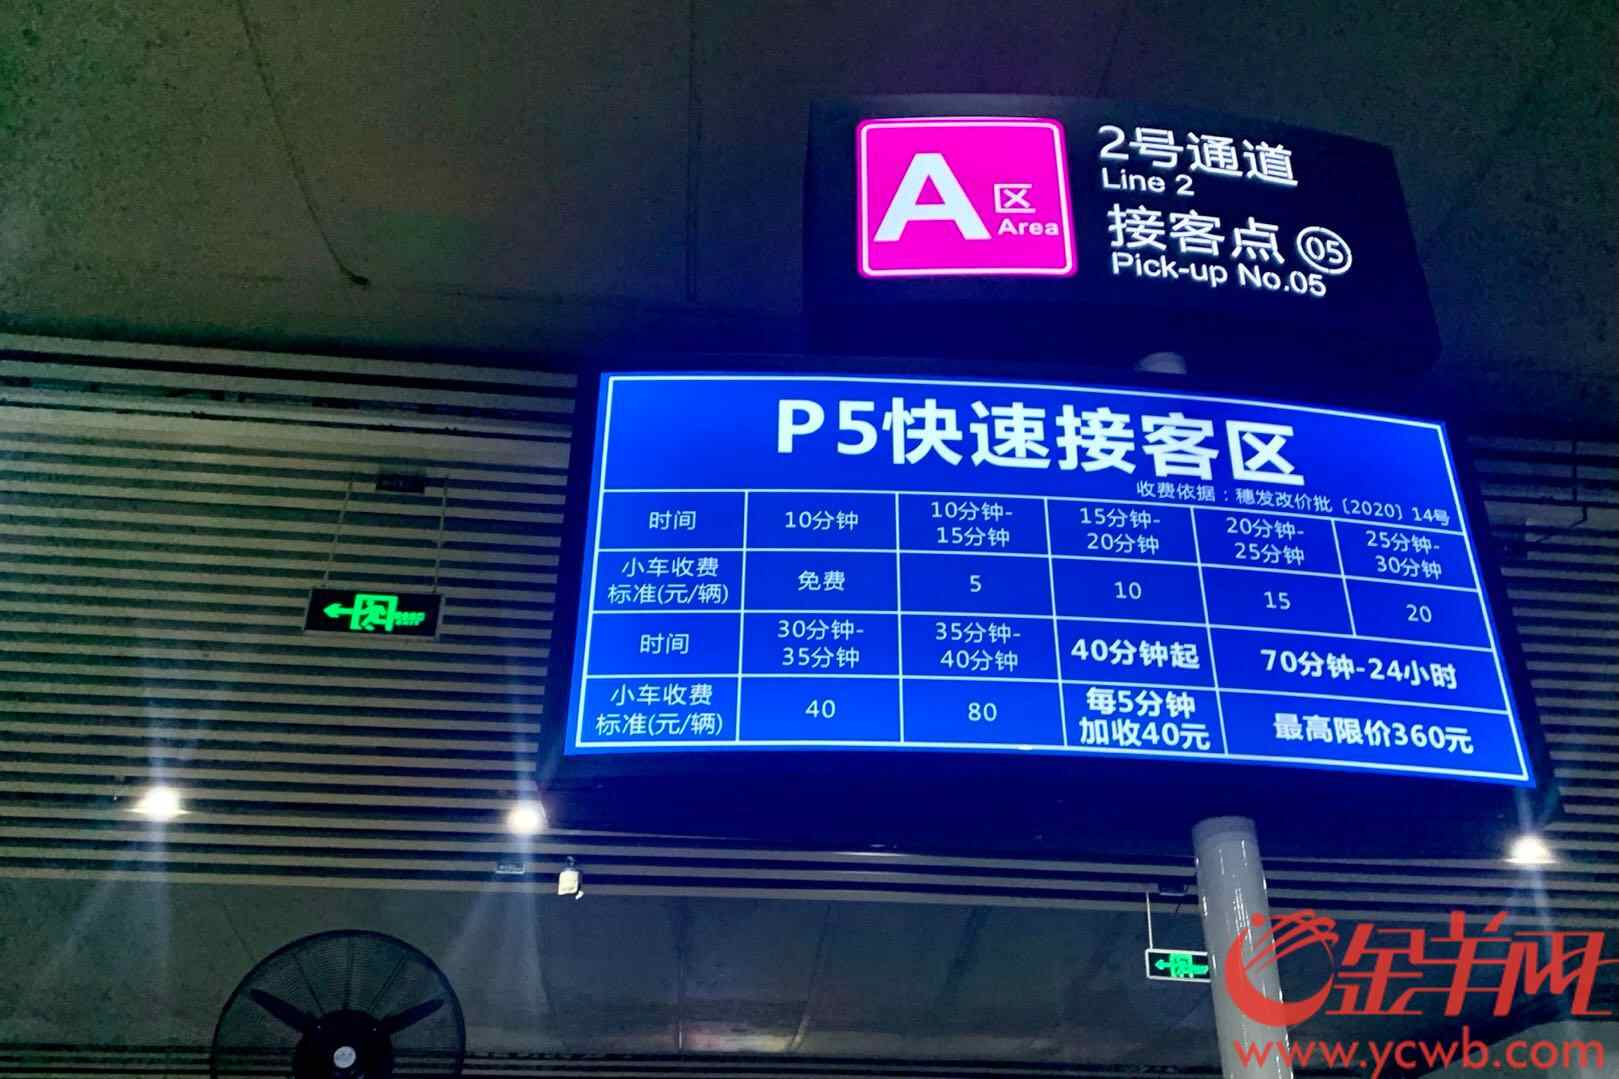 A区
Area
2号通道
Line 2
接客点 05
Pick-up No.05
P5快速接客区
收费依据：穗发改价批〔2020〕14号
时间 10分钟 10分钟-15分钟 15分钟-20分钟 20分钟-25分钟 25分钟-30分钟
小车收费标准(元/辆) 免费 5 10 15 20
时间 30分钟-35分钟 35分钟-40分钟 40分钟起 70分钟-24小时
小车收费标准(元/辆) 40 80 每5分钟加收40元 最高限价360元
金羊网
www.ycwb.com